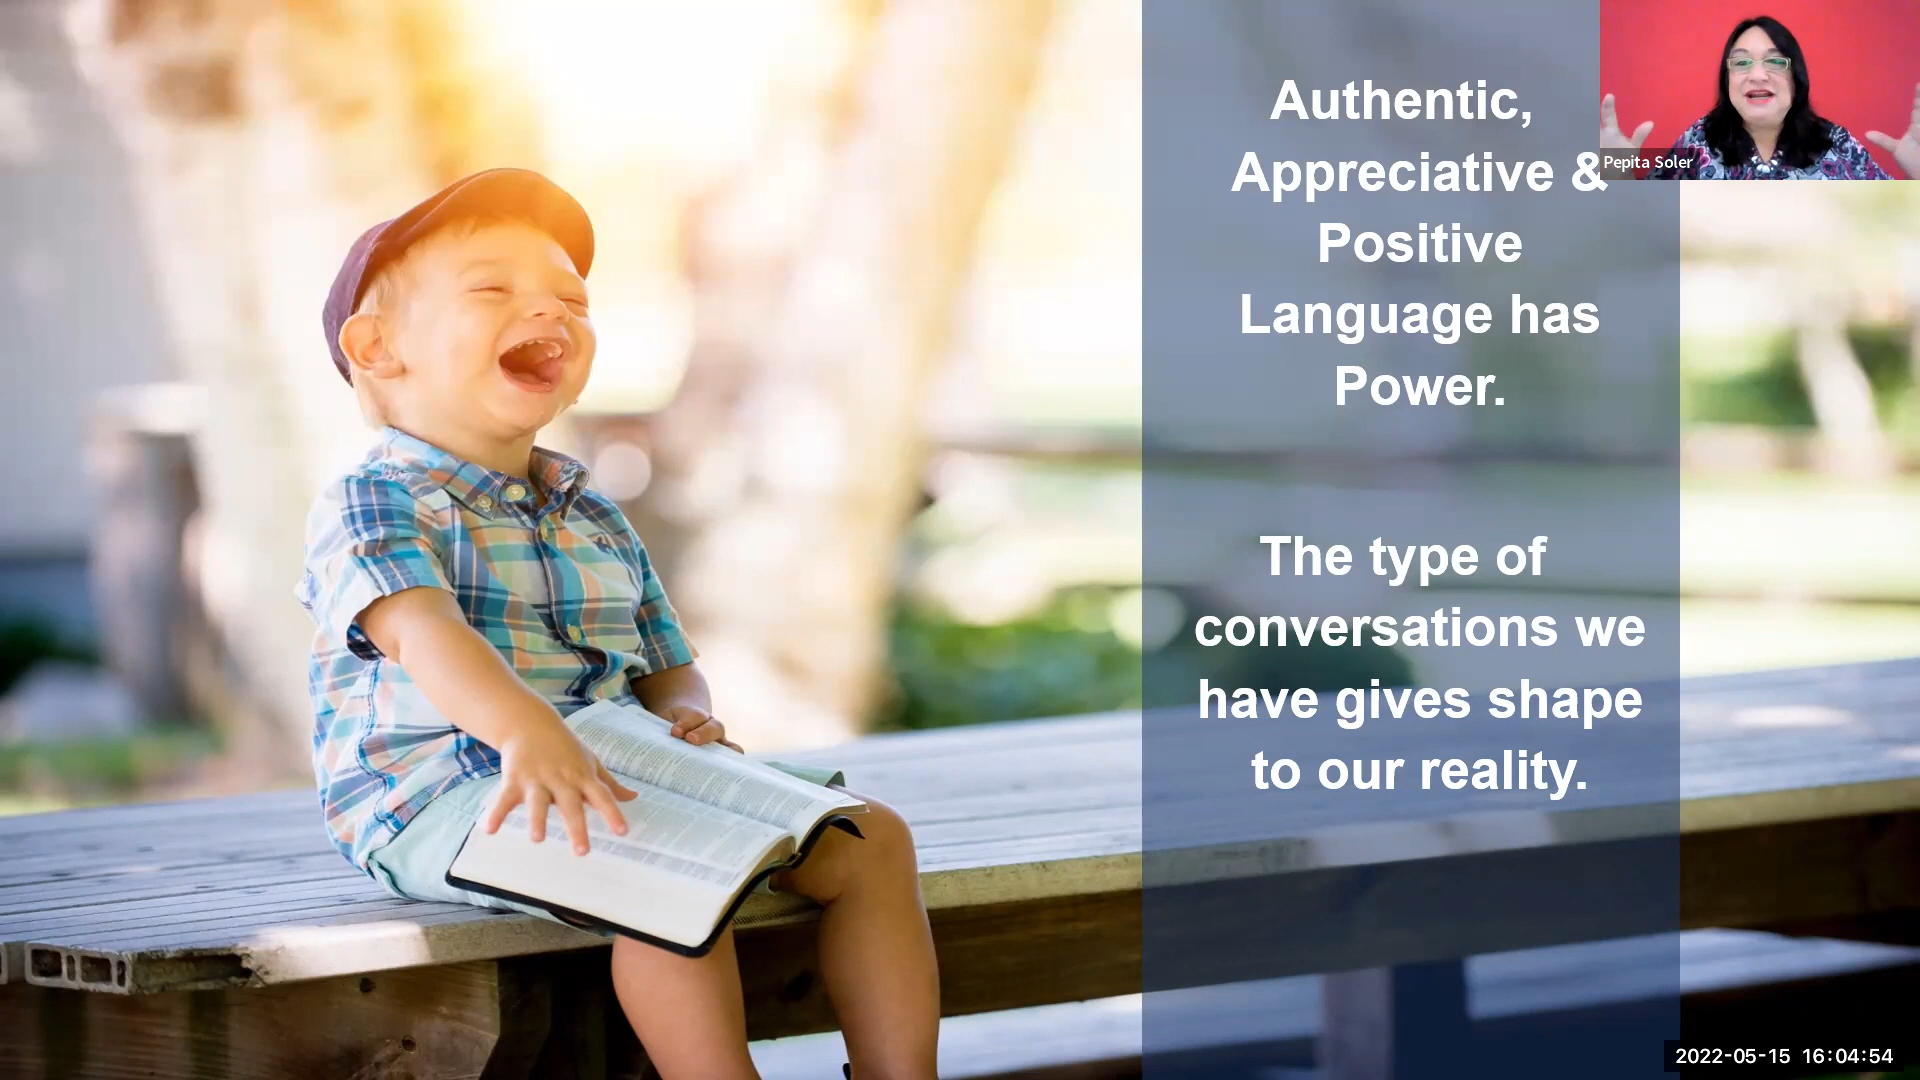 Authentic,
Appreciative &
Positive
Language has
Power.
The type of
conversations we
have gives shape
to our reality.
Pepita Soler
2022-05-15 16:04:54